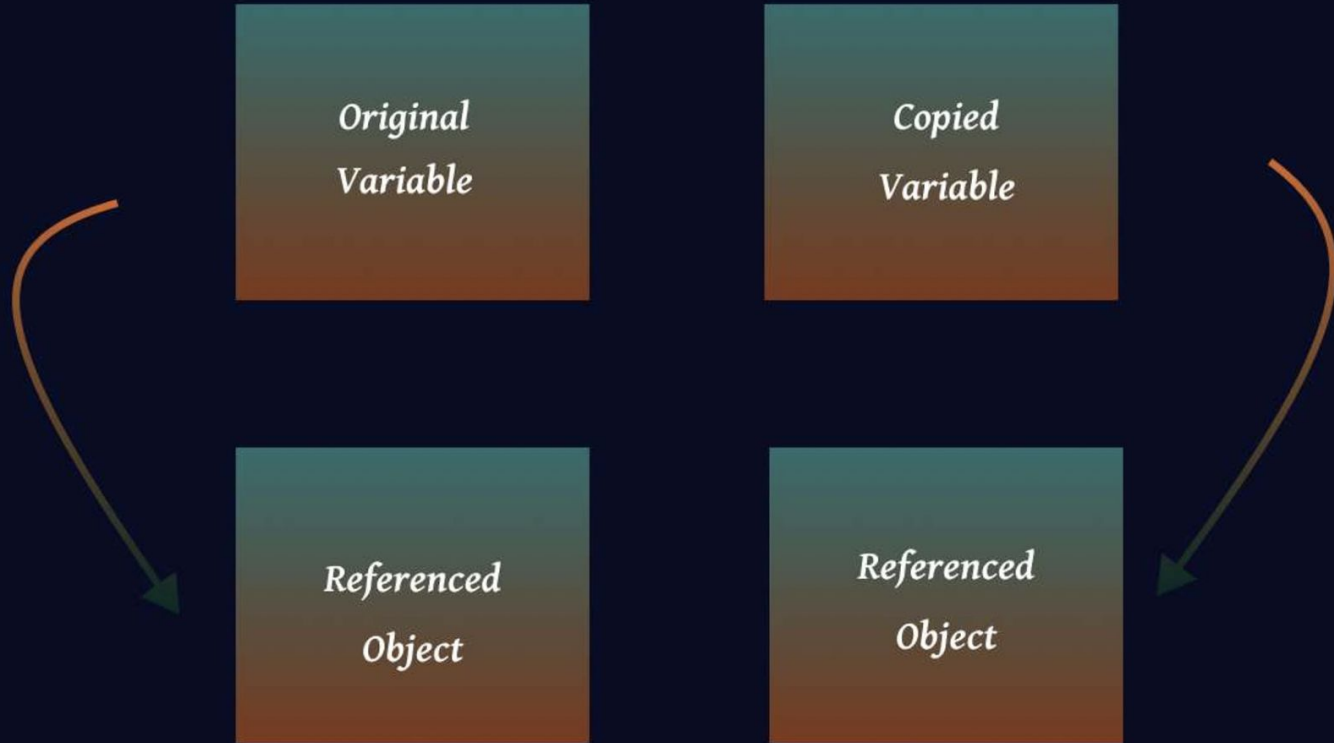 Original
Variable
Copied
Variable
Referenced
Object
Referenced
Object